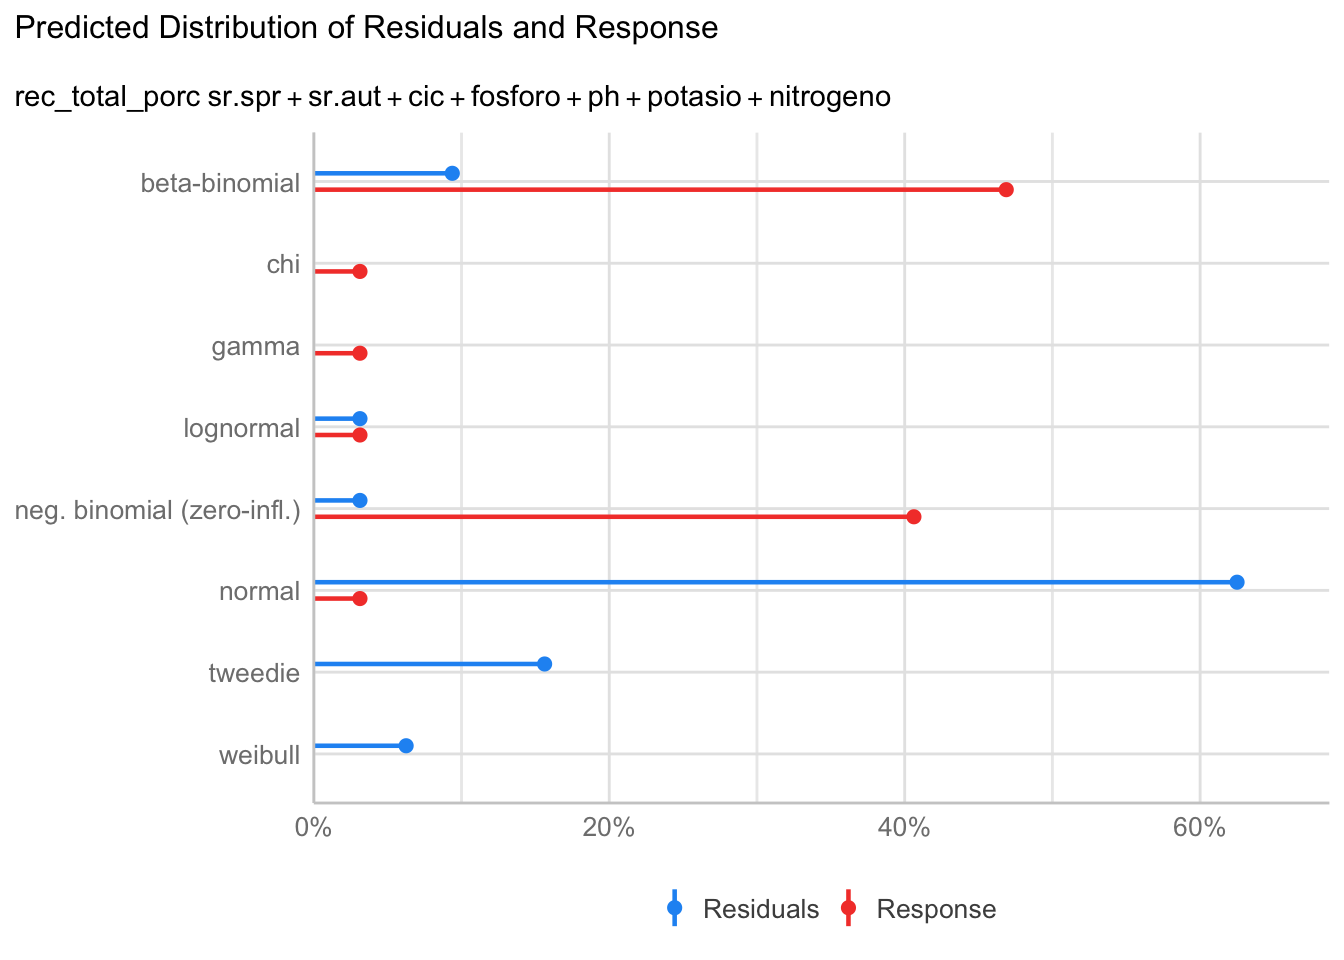 Predicted Distribution of Residuals and Response
rec_total_porc sr.spr + sr.aut + cic + fosforo + ph + potasio + nitrogeno
beta-binomial
chi
gamma
lognormal
neg. binomial (zero-infl.)
normal
tweedie
weibull
0% 20% 40% 60%
Residuals Response